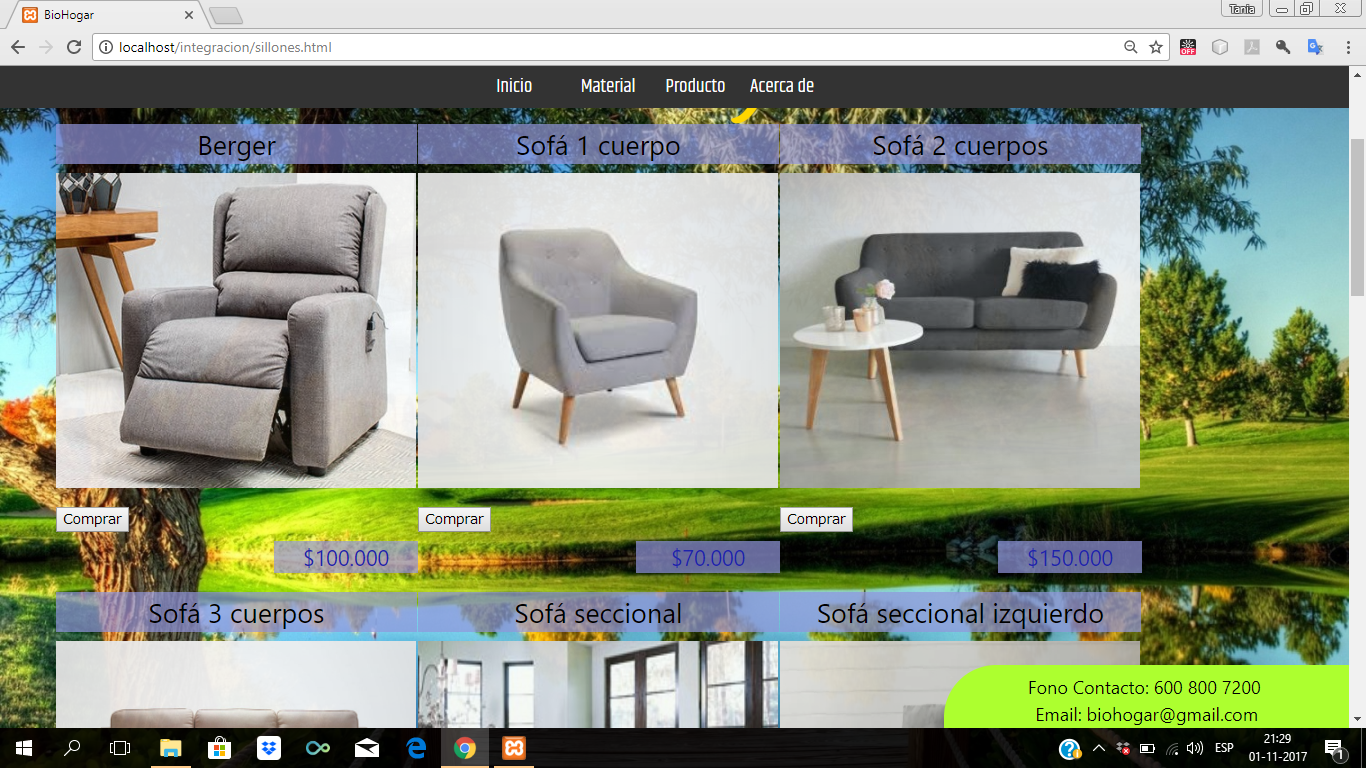 BioHogar
Tania
localhost/integracion/sillones.html
OFF
Inicio Material Producto Acerca de
Berger Sofá 1 cuerpo Sofá 2 cuerpos
Comprar Comprar Comprar
$100.000 $70.000 $150.000
Sofá 3 cuerpos Sofá seccional Sofá seccional izquierdo
Fono Contacto: 600 800 7200
Email: biohogar@gmail.com
ESP
21:29
01-11-2017
1